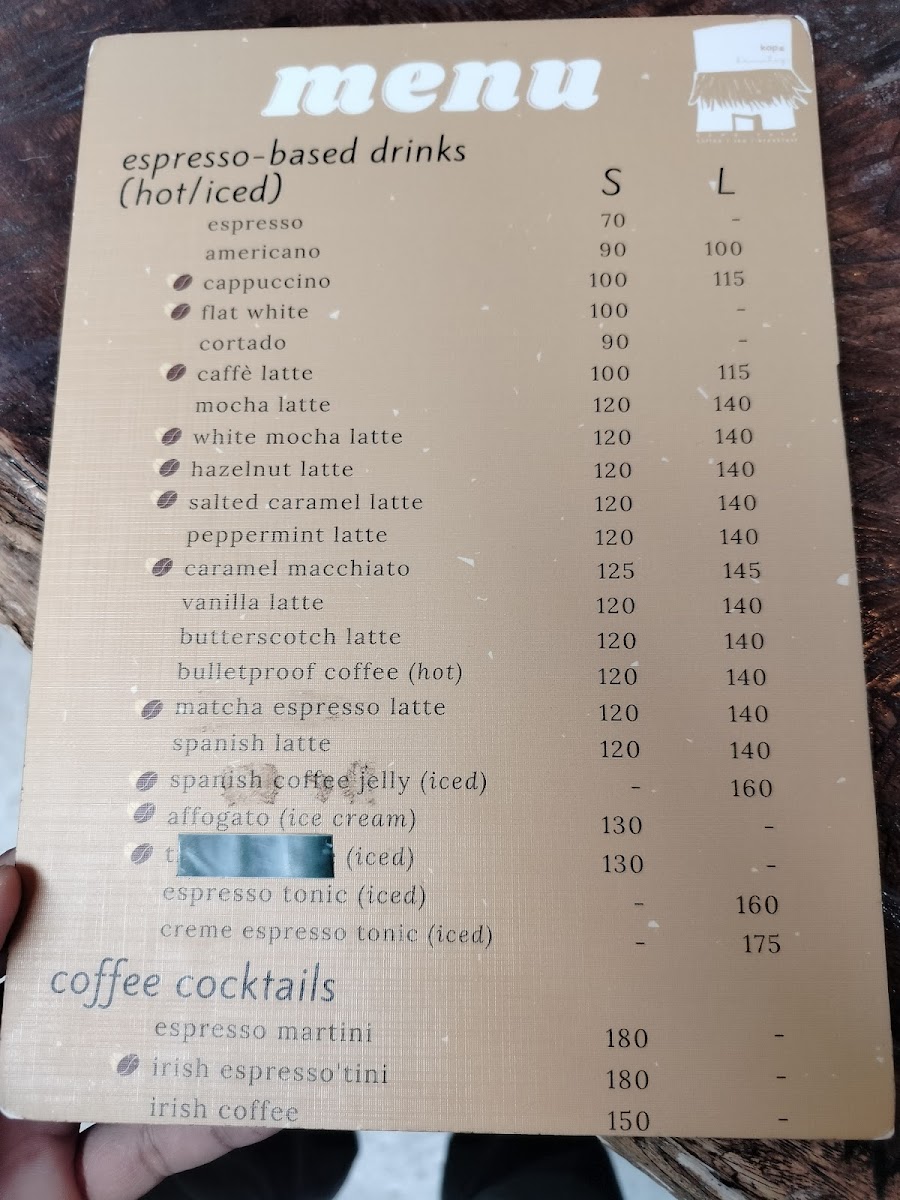 menu
kopi
espresso-based drinks
(hot/iced) S L
espresso 70 -
americano 90 100
cappuccino 100 115
flat white 100 -
cortado 90 -
caffè latte 100 115
mocha latte 120 140
white mocha latte 120 140
hazelnut latte 120 140
salted caramel latte 120 140
peppermint latte 120 140
caramel macchiato 125 145
vanilla latte 120 140
butterscotch latte 120 140
bulletproof coffee (hot) 120 140
matcha espresso latte 120 140
spanish latte 120 140
spanish coffee jelly (iced) - 160
affogato (ice cream) 130 -
(iced) 130 -
espresso tonic (iced) - 160
creme espresso tonic (iced) - 175
coffee cocktails
espresso martini 180 -
irish espresso'tini 180 -
irish coffee 150 -